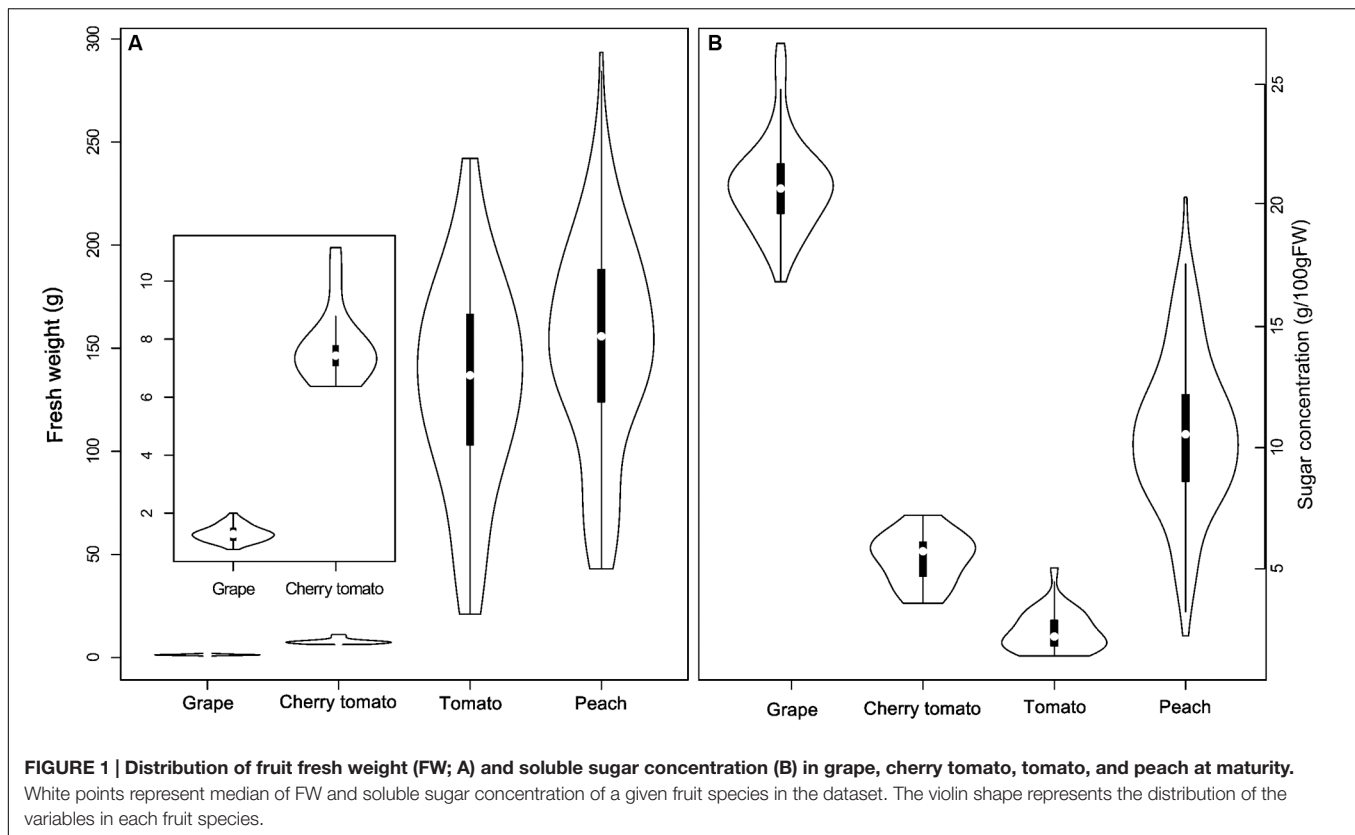 A
B
300
250
200
150
100
50
0
Fresh weight (g)
10
8
6
4
2
Grape
Cherry tomato
Grape
Cherry tomato
Tomato
Peach
25
20
15
10
5
Sugar concentration (g/100gFW)
Grape
Cherry tomato
Tomato
Peach
FIGURE 1 | Distribution of fruit fresh weight (FW; A) and soluble sugar concentration (B) in grape, cherry tomato, tomato, and peach at maturity.
White points represent median of FW and soluble sugar concentration of a given fruit species in the dataset. The violin shape represents the distribution of the
variables in each fruit species.